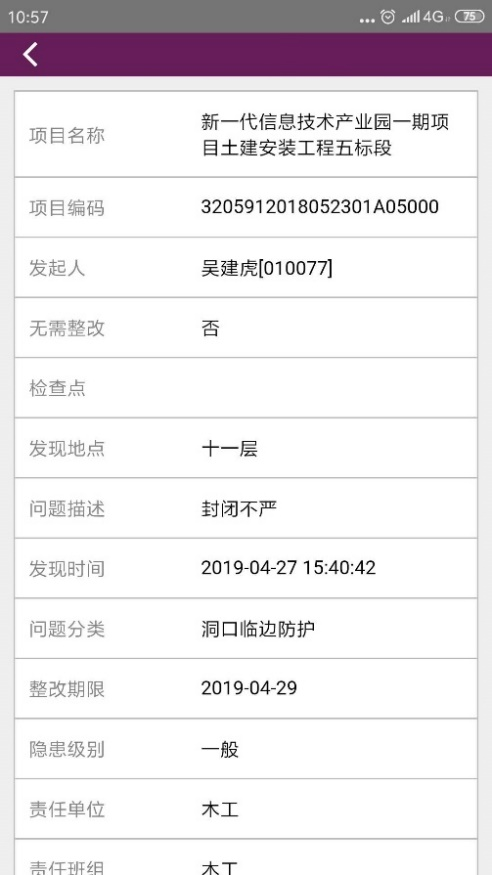 10:57
4G
75
项目名称
新一代信息技术产业园一期项
目土建安装工程五标段
项目编码
3205912018052301A05000
发起人
吴建虎[010077]
无需整改
否
检查点
发现地点
十一层
问题描述
封闭不严
发现时间
2019-04-27 15:40:42
问题分类
洞口临边防护
整改期限
2019-04-29
隐患级别
一般
责任单位
木工
责任班组
木工